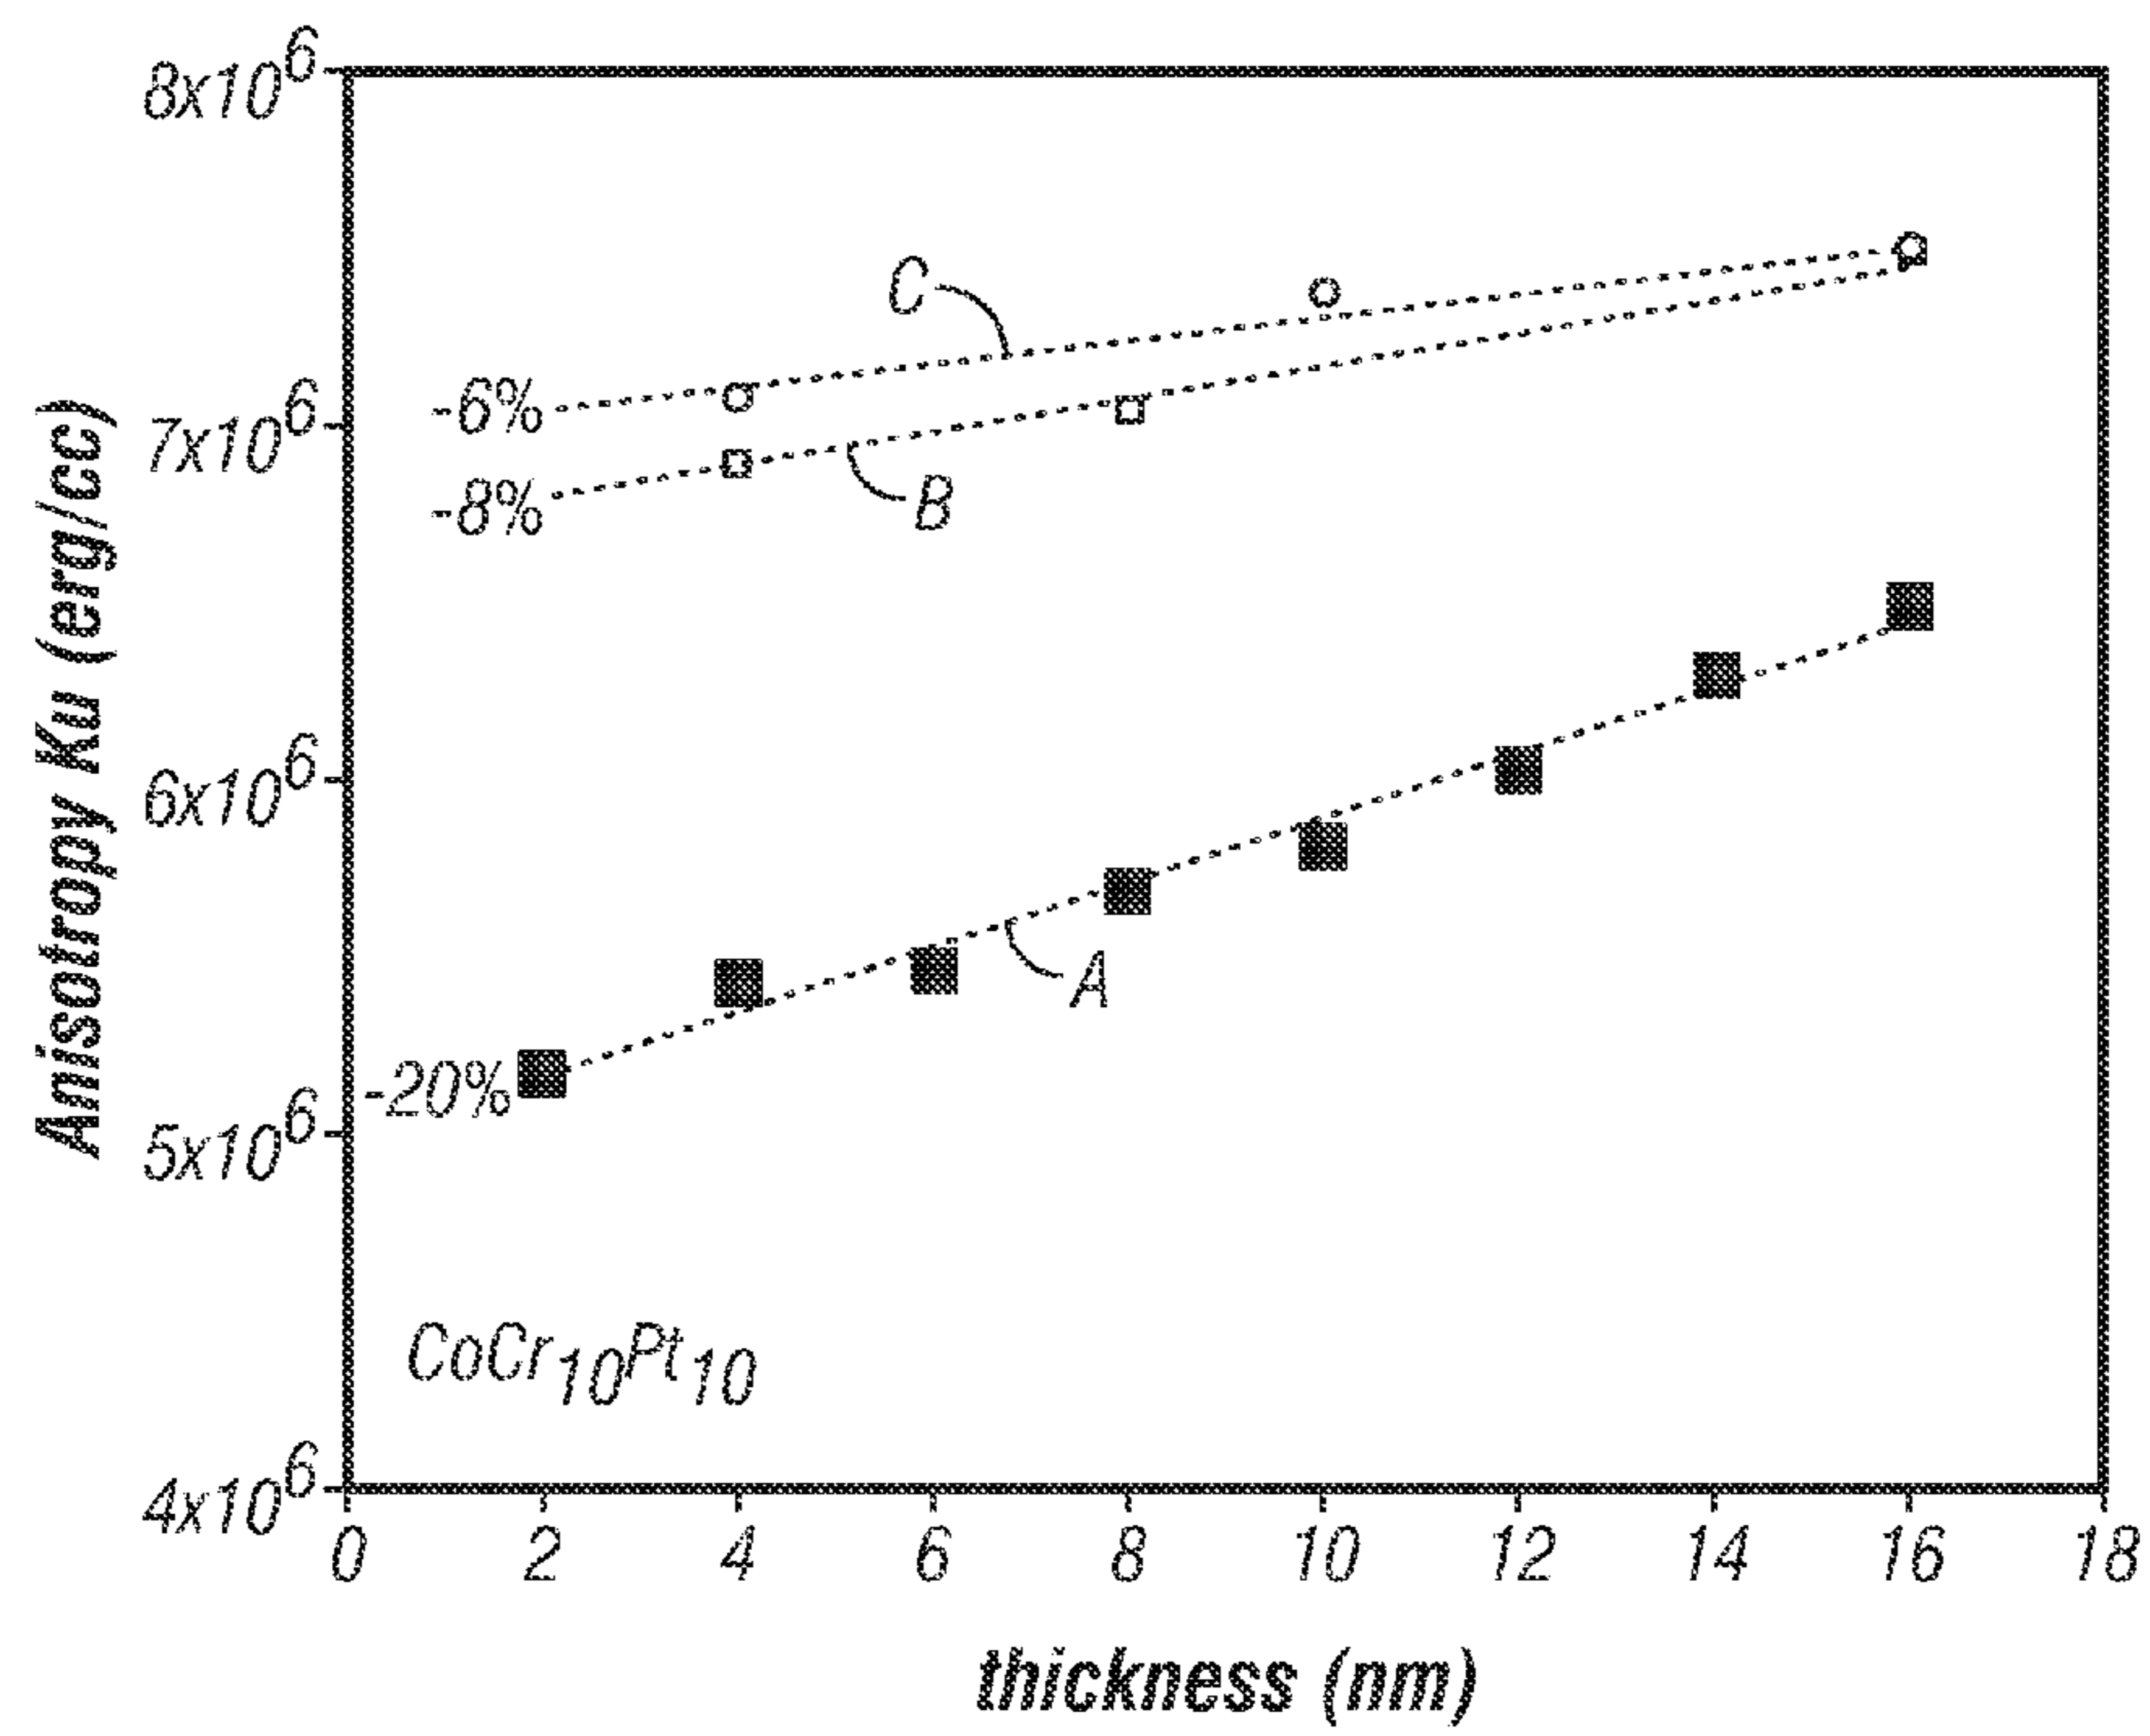 8x10^6
7x10^6
6x10^6
5x10^6
4x10^6
Anisotropy Ku (erg/cc)
C
-6%
-8%
B
A
-20%
CoCr10Pt10
0 2 4 6 8 10 12 14 16 18
thickness (nm)